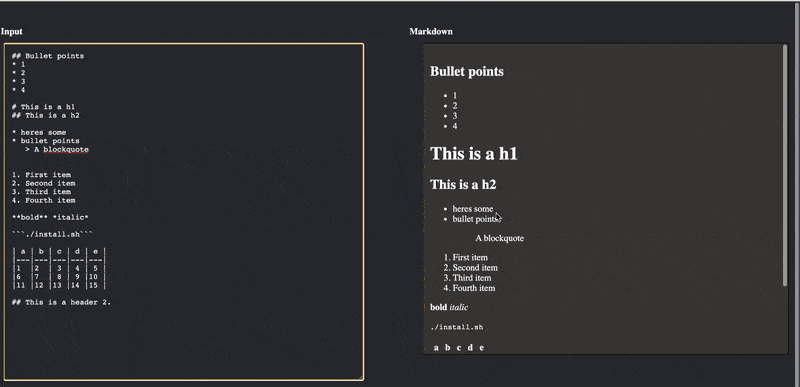 Input
## Bullet points
* 1
* 2
* 3
* 4
# This is a h1
## This is a h2
* heres some
* bullet points
> A blockquote
1. First item
2. Second item
3. Third item
4. Fourth item
**bold** *italic*
```./install.sh```
| a | b | c | d | e |
|---|---|---|---|---|
|1 |2 | 3 | 4 | 5 |
|6 |7 | 8 | 9 |10 |
|11 |12 |13 |14 |15 |
## This is a header 2.
Markdown
Bullet points
• 1
• 2
• 3
• 4
This is a h1
This is a h2
• heres some
• bullet points
A blockquote
1. First item
2. Second item
3. Third item
4. Fourth item
bold italic
./install.sh
a b c d e